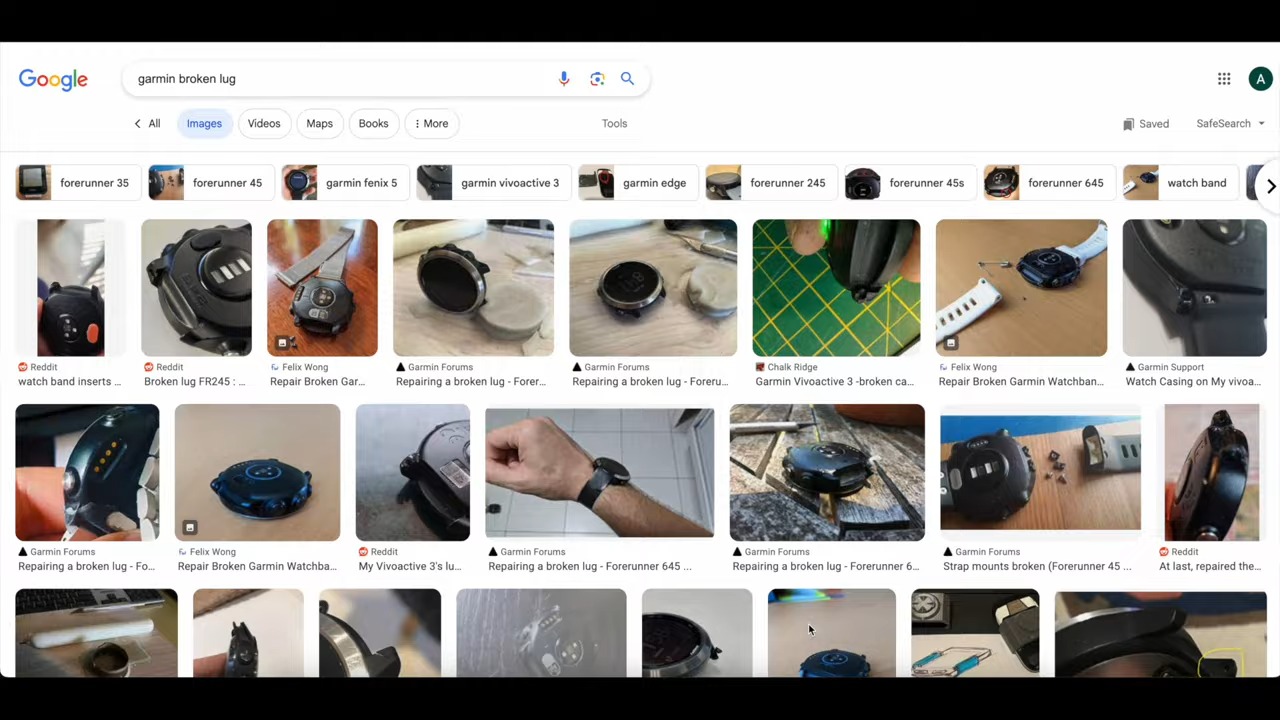 Google
garmin broken lug
A
All
Images
Videos
Maps
Books
More
Tools
Saved
SafeSearch
forerunner 35
forerunner 45
garmin fenix 5
garmin vivoactive 3
garmin edge
forerunner 245
forerunner 45s
forerunner 645
watch band
Reddit
watch band inserts ...
Reddit
Broken lug FR245 : ...
Felix Wong
Repair Broken Gar...
Garmin Forums
Repairing a broken lug - Forer...
Garmin Forums
Repairing a broken lug - Foreru...
Chalk Ridge
Garmin Vivoactive 3 -broken ca...
Felix Wong
Repair Broken Garmin Watchban...
Garmin Support
Watch Casing on My vivoa...
Garmin Forums
Repairing a broken lug - Fo...
Felix Wong
Repair Broken Garmin Watchba...
Reddit
My Vivoactive 3's lu...
Garmin Forums
Repairing a broken lug - Forerunner 645 ...
Garmin Forums
Repairing a broken lug - Forerunner 6...
Garmin Forums
Strap mounts broken (Forerunner 45 ...
Reddit
At last, repaired the...